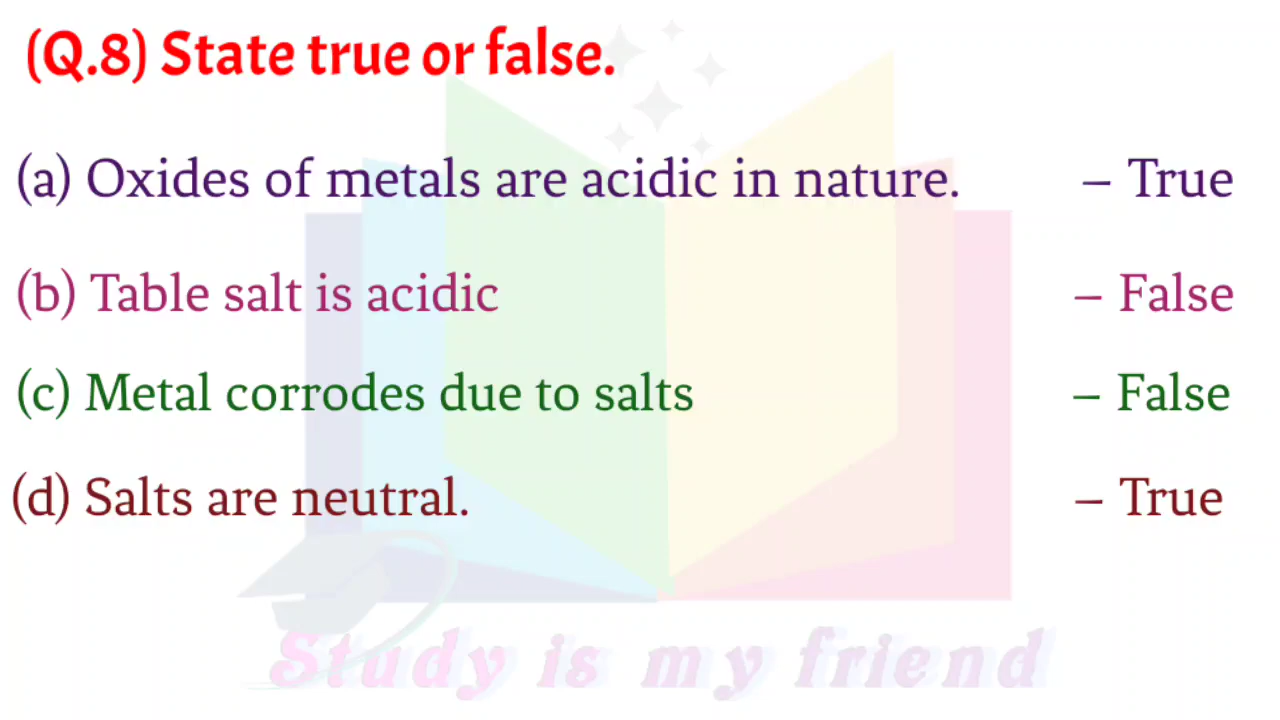 (Q.8) State true or false.
(a) Oxides of metals are acidic in nature. – True
(b) Table salt is acidic – False
(c) Metal corrodes due to salts – False
(d) Salts are neutral. – True
Study is my friend